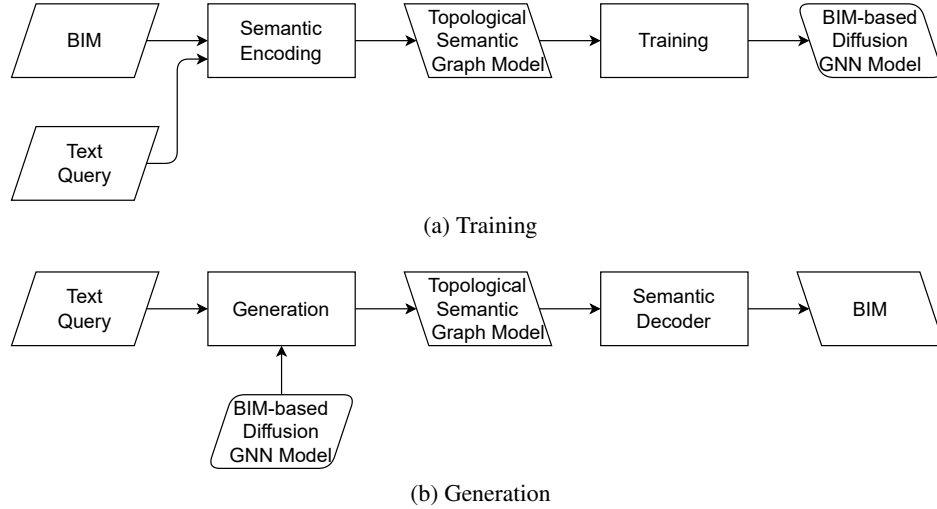 BIM
Semantic
Encoding
Topological
Semantic
Graph Model
Training
BIM-based
Diffusion
GNN Model
Text
Query
(a) Training
Text
Query
Generation
Topological
Semantic
Graph Model
Semantic
Decoder
BIM
BIM-based
Diffusion
GNN Model
(b) Generation